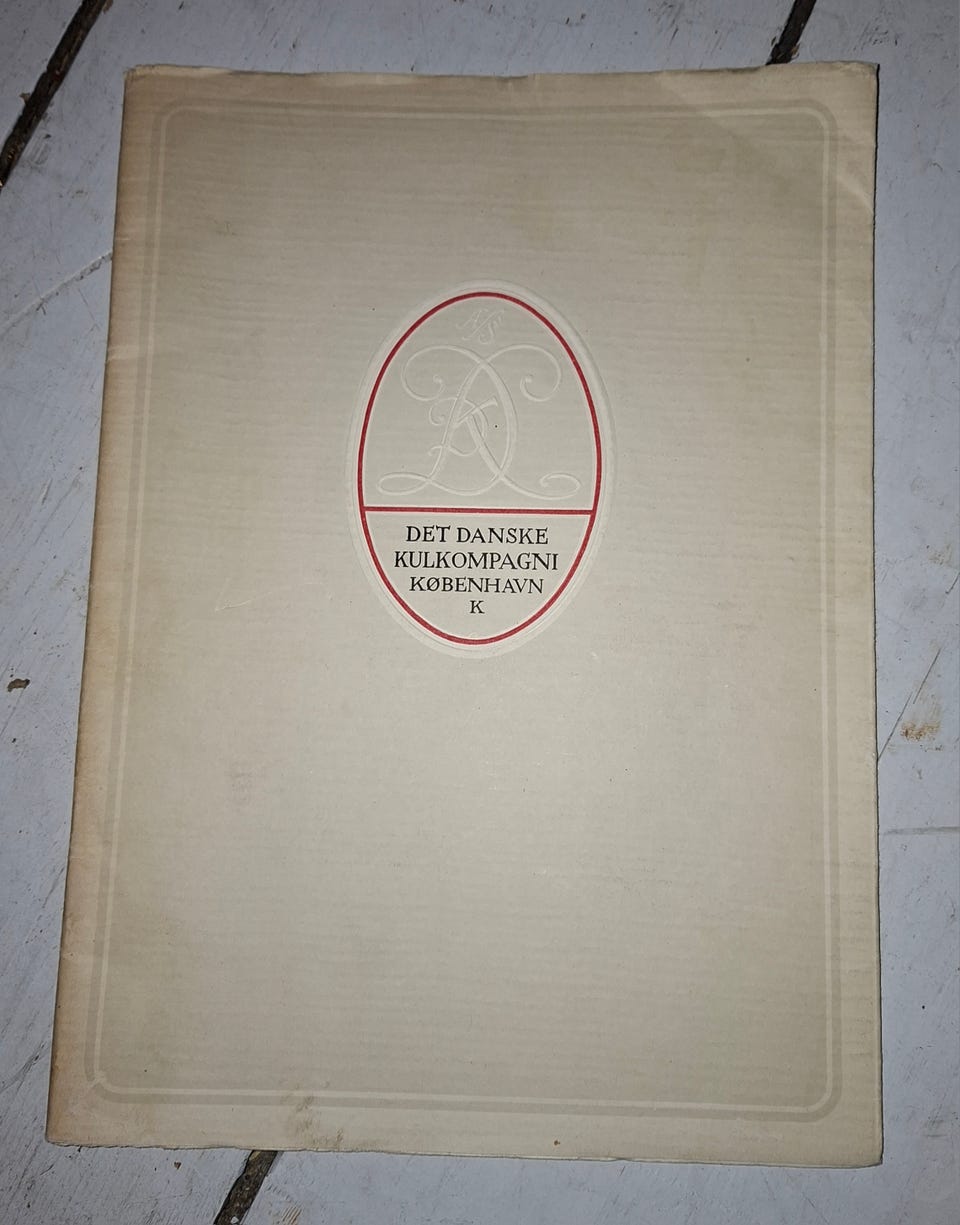 A/S
DET DANSKE
KULKOMPAGNI
KØBENHAVN
K